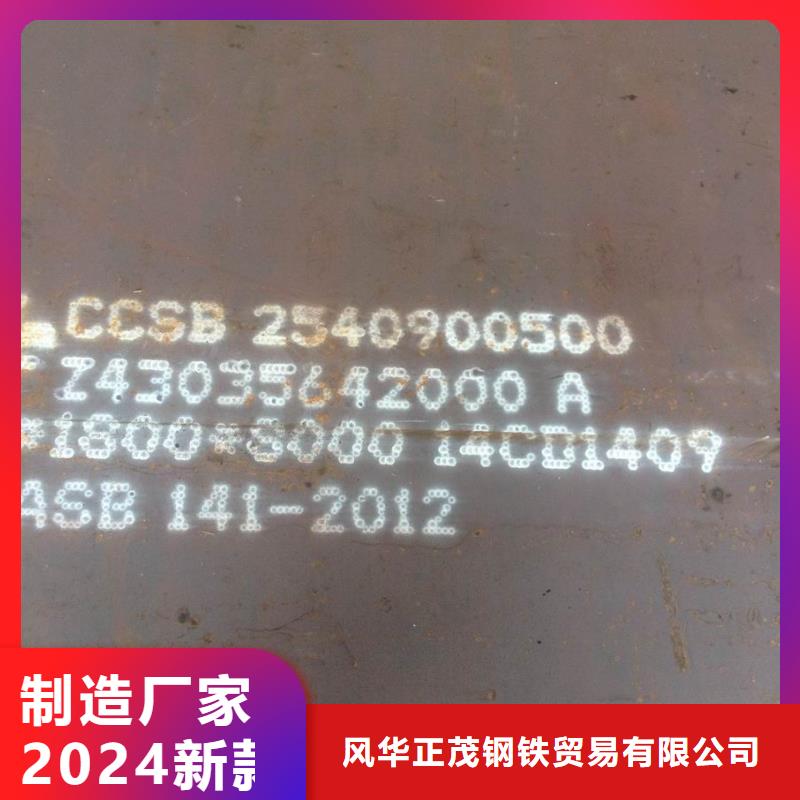 CCSB 2540900500
Z43035642000 A
*1800*8000 14CD1409
ASB 141-2012
制造厂家
2024新款
风华正茂钢铁贸易有限公司